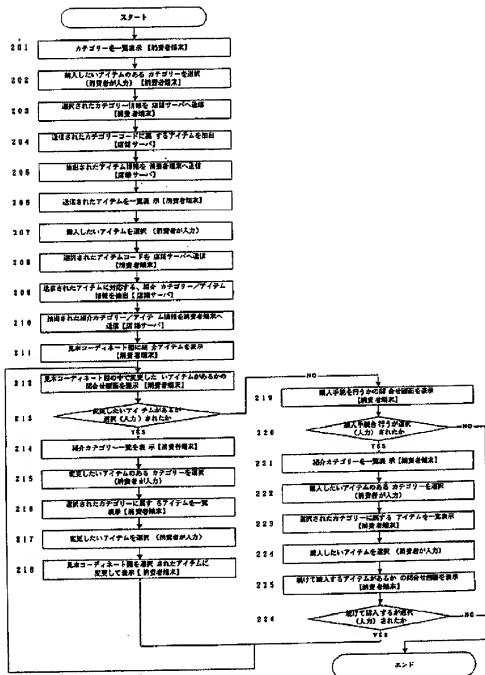 スタート
201 カテゴリーを一覧表示 [消費者端末]
202 購入したいアイテムのある カテゴリーを選択
(消費者が入力) [消費者端末]
203 選択されたカテゴリー情報を 店舗サーバへ送信
[消費者端末]
204 送信されたカテゴリーコードに属 するアイテムを抽出
[店舗サーバ]
205 抽出されたアイテム情報を 消費者端末へ送信
[店舗サーバ]
206 送信されたアイテムを一覧表 示 [消費者端末]
207 購入したいアイテムを選択 (消費者が入力)
208 選択されたアイテムコードを 店舗サーバへ送信
[消費者端末]
209 送信されたアイテムに対応する、紹介 カテゴリー/アイテム
情報を抽出 [店舗サーバ]
210 抽出された紹介カテゴリー/アイテ ム情報を消費者端末へ
送信 [店舗サーバ]
211 見本コーディネート図に紹 介アイテムを表示
[消費者端末]
212 見本コーディネート図の中で変更した いアイテムがあるかの
問合せ画面を表示 [消費者端末]
213 変更したいアイ テムがあるか
選択 (入力) されたか
NO
YES
214 紹介カテゴリー一覧を表 示 [消費者端末]
215 変更したいアイテムのある カテゴリーを選択
(消費者が入力)
216 選択されたカテゴリーに属す るアイテムを一覧
表示 [消費者端末]
217 変更したいアイテムを選択 (消費者が入力)
218 見本コーディネート図を選択 されたアイテムに
変更して表示 [消費者端末]
219 購入手続を行うかの問 合せ画面を表示
[消費者端末]
220 購入手続を 行うが選択
(入力) されたか
NO
YES
221 紹介カテゴリーを一覧表 示 [消費者端末]
222 購入したいアイテムのある カテゴリーを選択
(消費者が入力)
223 選択されたカテゴリーに属する アイテムを一覧表示
[消費者端末]
224 購入したいアイテムを選択 (消費者が入力)
225 続けて購入するアイテムがあるか の問合せ画面を表示
[消費者端末]
226 続けて購入するが選択
(入力) されたか
NO
YES
エンド